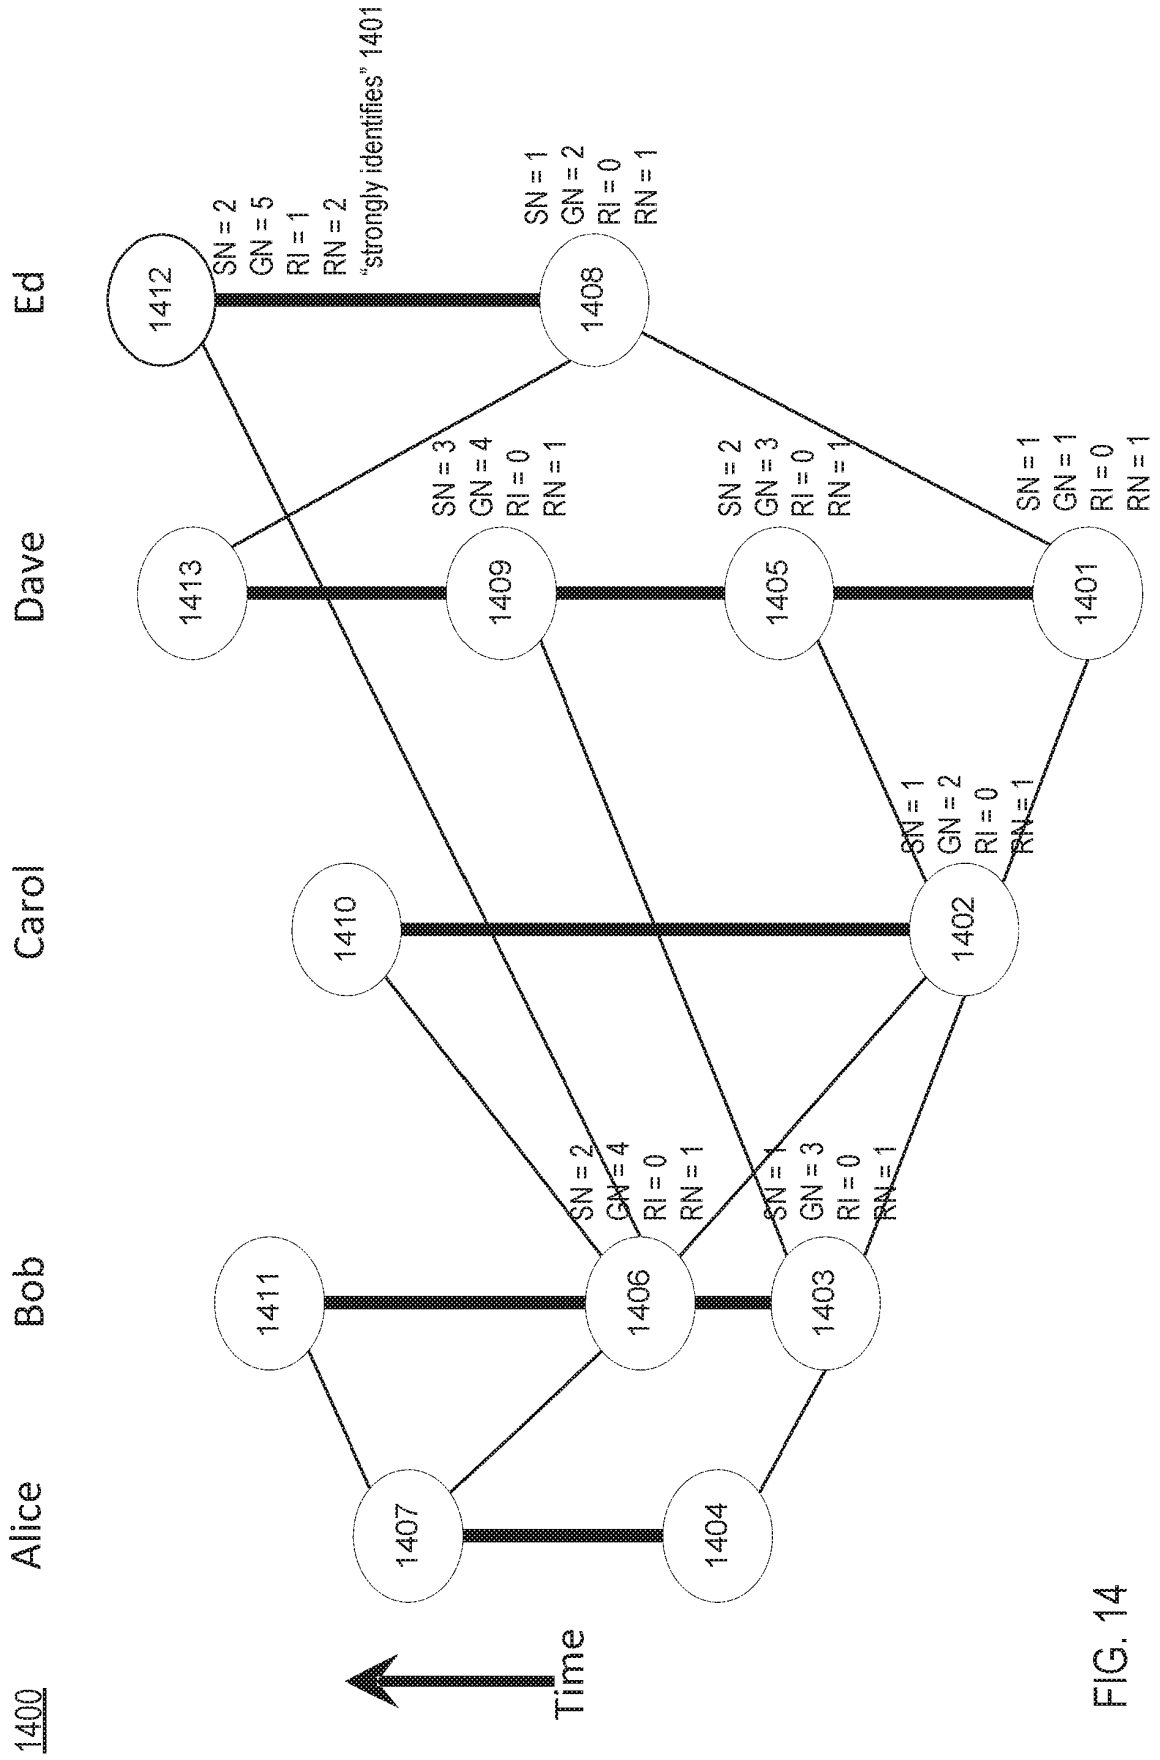 1400
Alice
Bob
Carol
Dave
Ed
Time
1412
SN = 2
GN = 5
RI = 1
RN = 2
"strongly identifies" 1401
1413
1411
1410
1407
1409
SN = 3
GN = 4
RI = 0
RN = 1
1408
SN = 1
GN = 2
RI = 0
RN = 1
1406
SN = 2
GN = 4
RI = 0
RN = 1
1404
1405
SN = 2
GN = 3
RI = 0
RN = 1
1403
SN = 1
GN = 3
RI = 0
RN = 1
1402
SN = 1
GN = 2
RI = 0
RN = 1
1401
SN = 1
GN = 1
RI = 0
RN = 1
FIG. 14